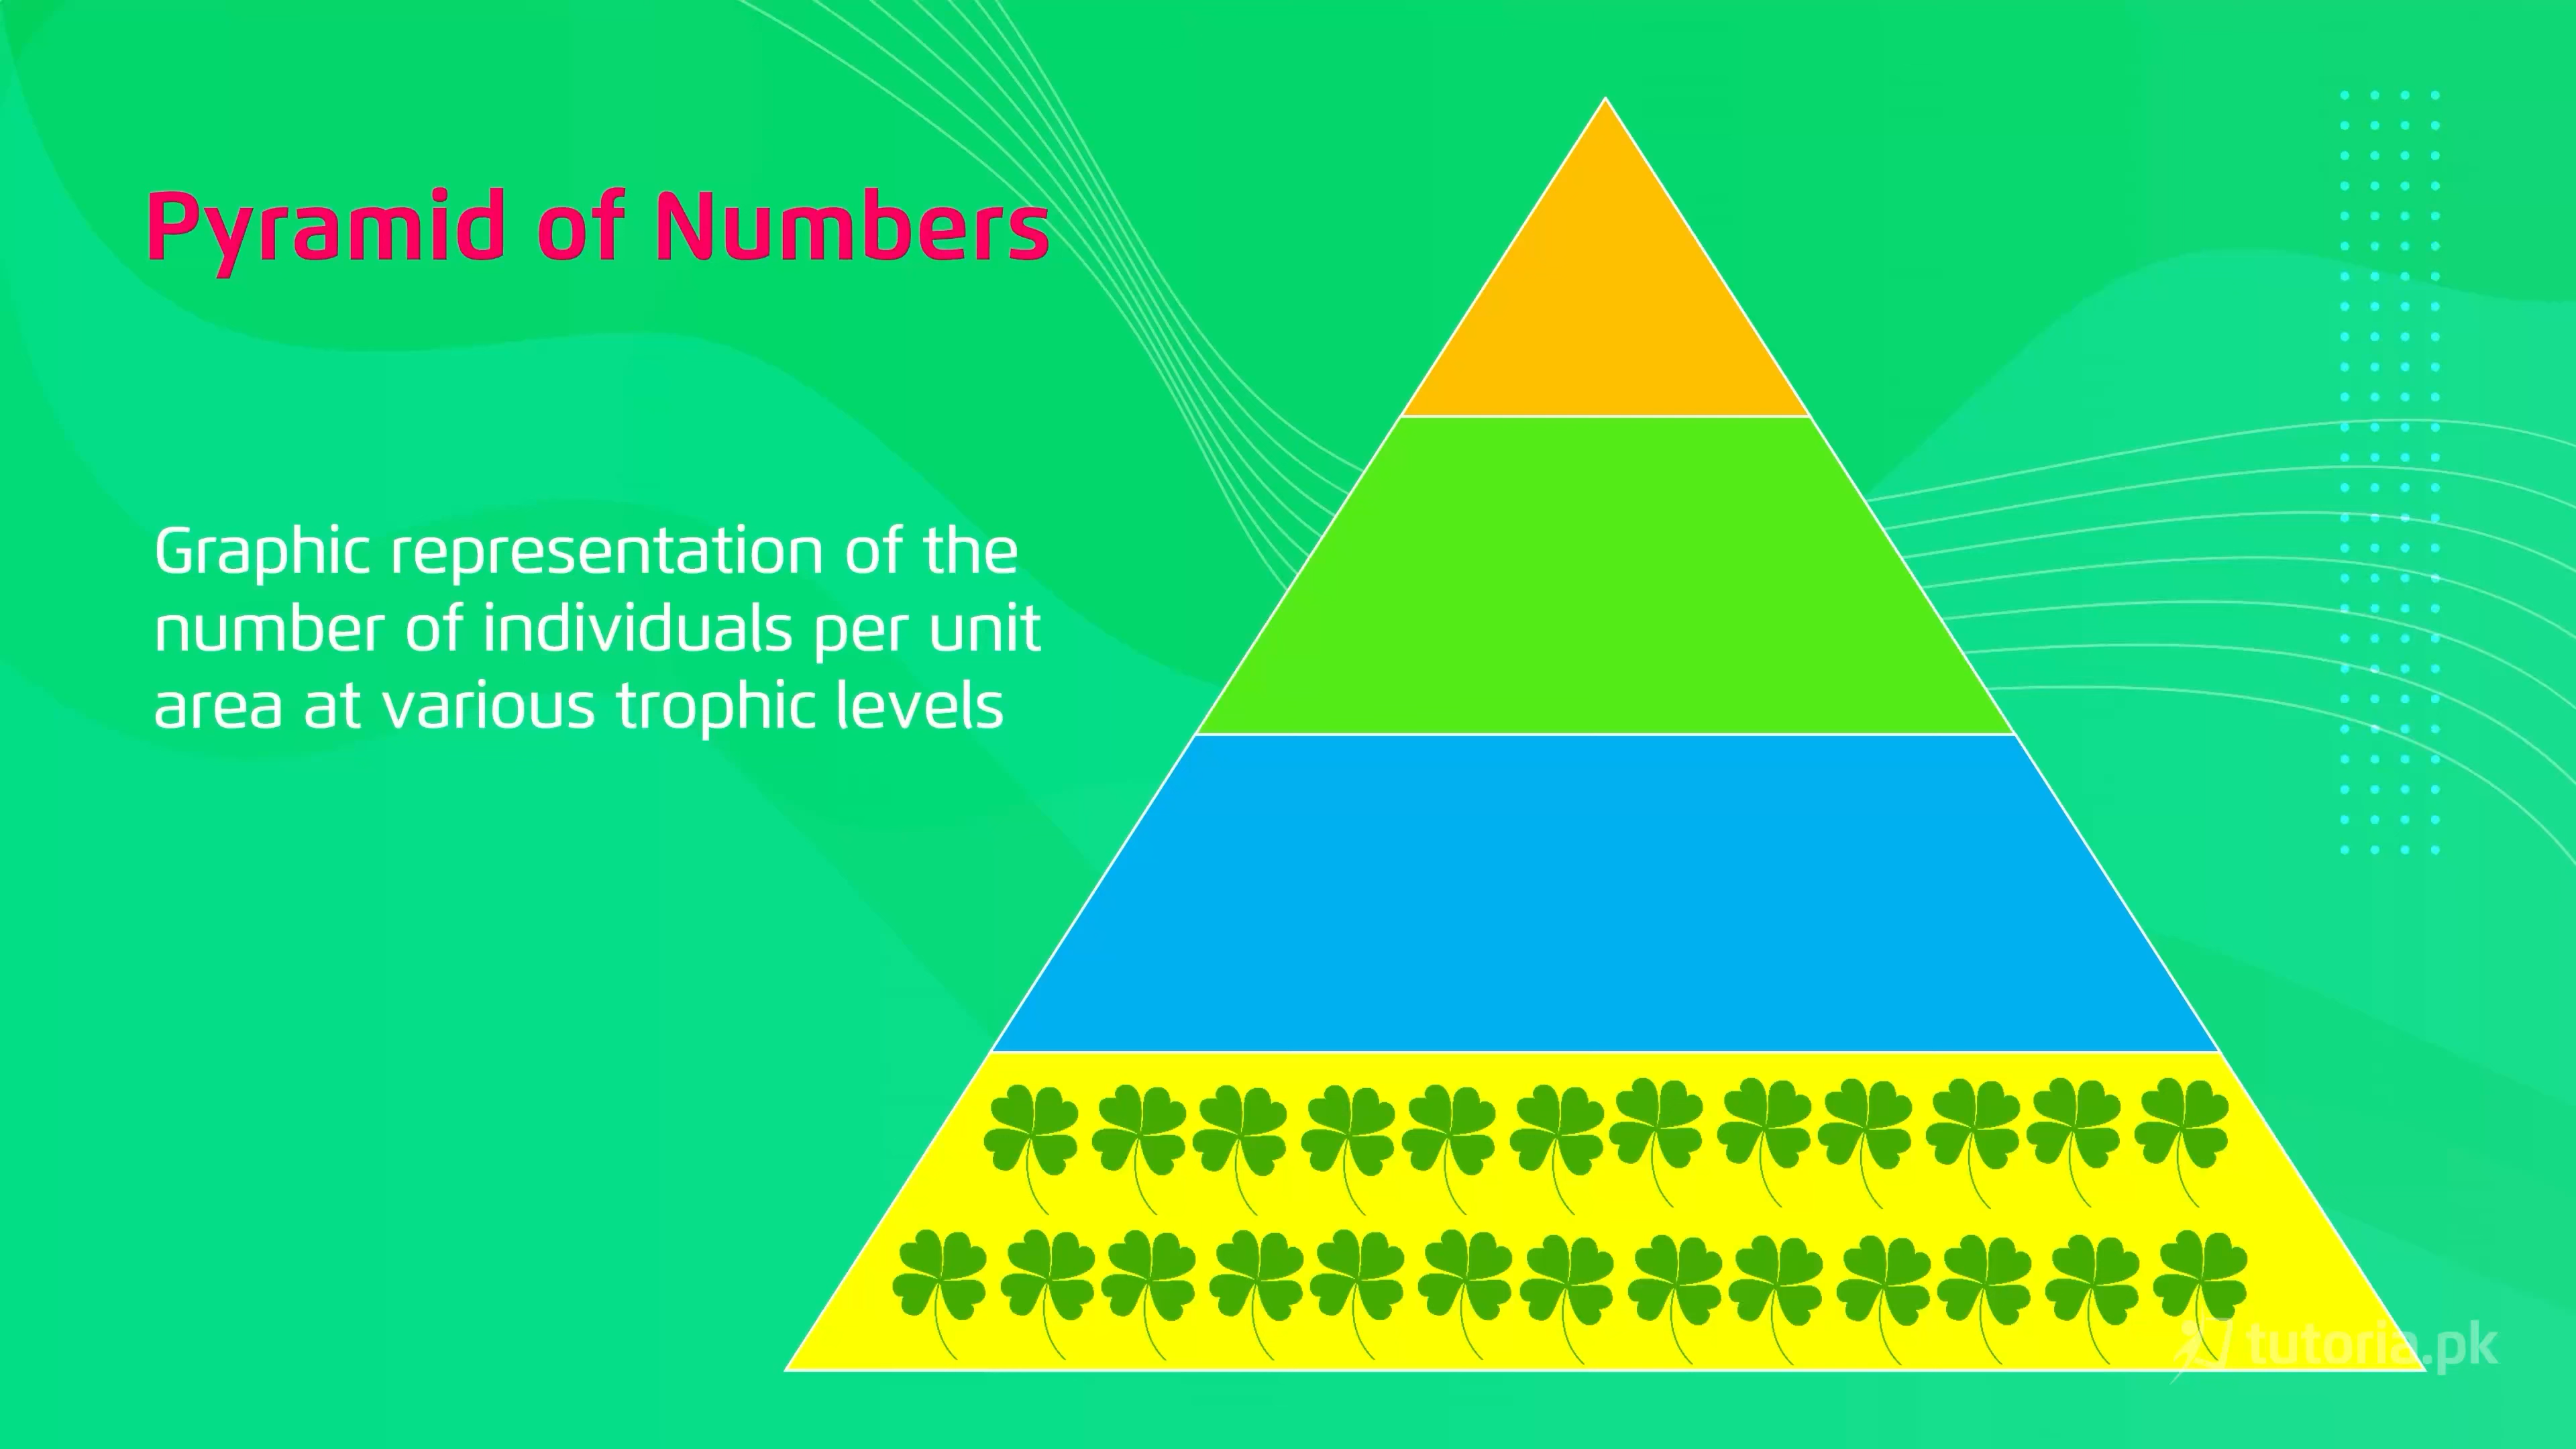 Pyramid of Numbers
Graphic representation of the
number of individuals per unit
area at various trophic levels
tutoria.pk